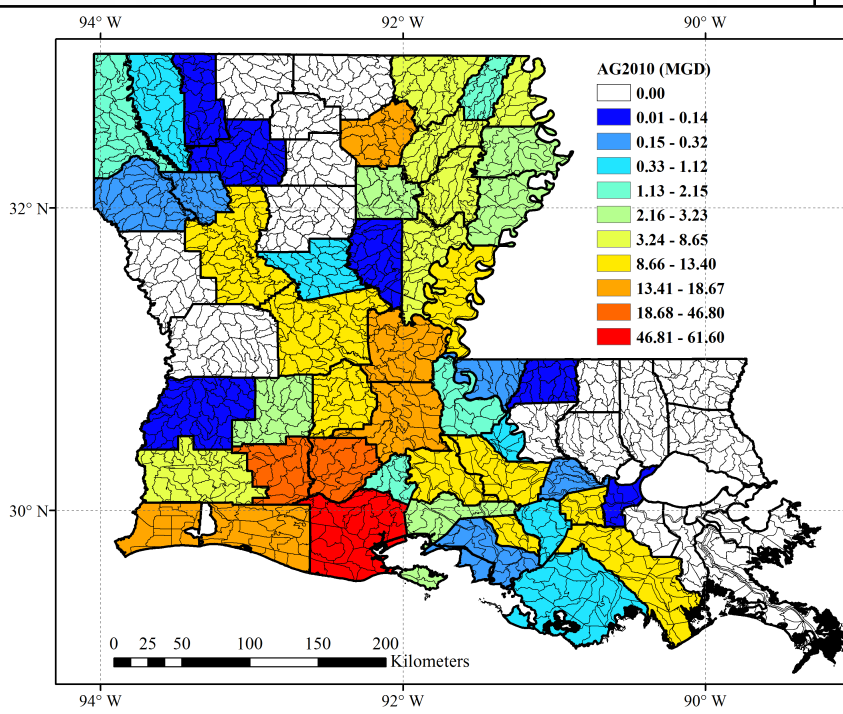 94° W 92° W 90° W
AG2010 (MGD)
0.00
0.01 - 0.14
0.15 - 0.32
0.33 - 1.12
1.13 - 2.15
2.16 - 3.23
3.24 - 8.65
8.66 - 13.40
13.41 - 18.67
18.68 - 46.80
46.81 - 61.60
32° N
30° N
0 25 50 100 150 200
Kilometers
94° W 92° W 90° W